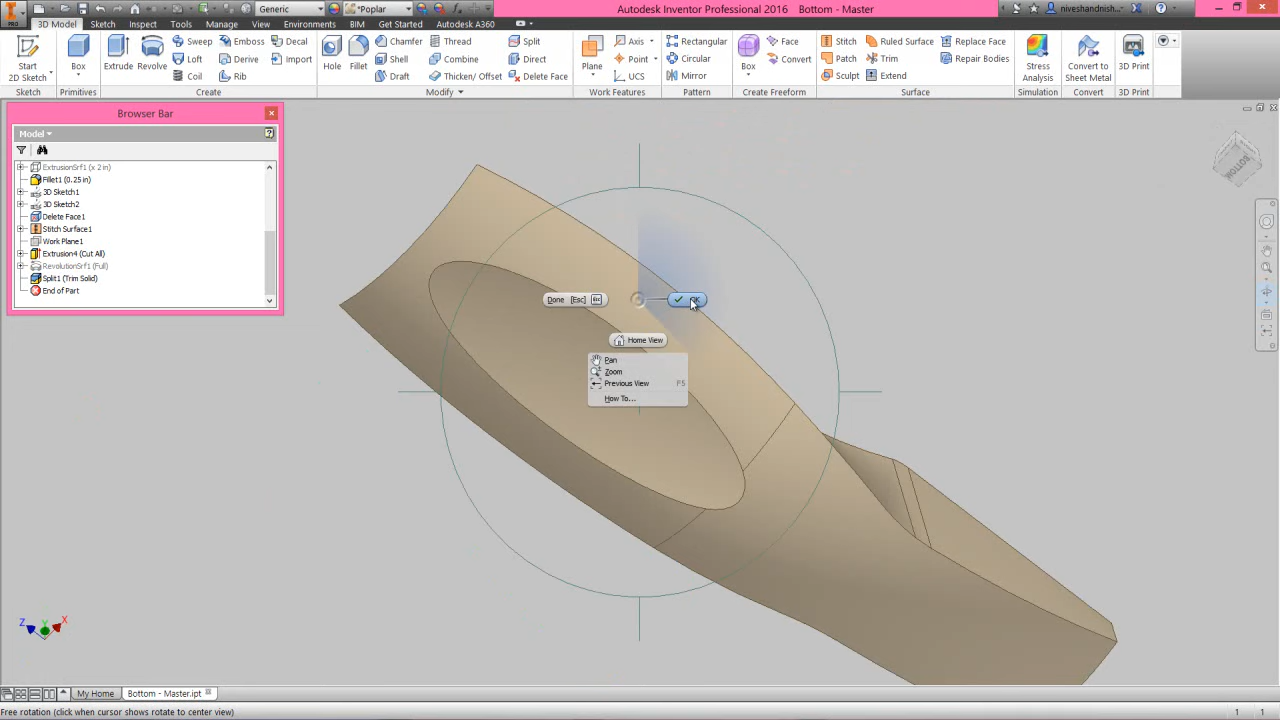 PRO
Generic
*Poplar
Autodesk Inventor Professional 2016 Bottom - Master
niveshandnish...
3D Model Sketch Inspect Tools Manage View Environments BIM Get Started Autodesk A360
Start
2D Sketch
Box
Extrude
Revolve
Sweep
Loft
Coil
Emboss
Derive
Rib
Decal
Import
Hole
Fillet
Chamfer
Shell
Draft
Thread
Combine
Thicken/ Offset
Split
Direct
Delete Face
Plane
Axis
Point
UCS
Rectangular
Circular
Mirror
Box
Face
Convert
Stitch
Patch
Sculpt
Ruled Surface
Trim
Extend
Replace Face
Repair Bodies
Stress
Analysis
Convert to
Sheet Metal
3D Print
Sketch Primitives Create Modify Work Features Pattern Create Freeform Surface Simulation Convert 3D Print
Browser Bar
Model
ExtrusionSrf1 (x 2 in)
Fillet1 (0.25 in)
3D Sketch1
3D Sketch2
Delete Face1
Stitch Surface1
Work Plane1
Extrusion4 (Cut All)
RevolutionSrf1 (Full)
Split1 (Trim Solid)
End of Part
BOTTOM
Done [Esc] Esc
OK
Home View
Pan
Zoom
Previous View F5
How To...
Z Y X
My Home Bottom - Master.ipt
Free rotation (click when cursor shows rotate to center view) 1 1